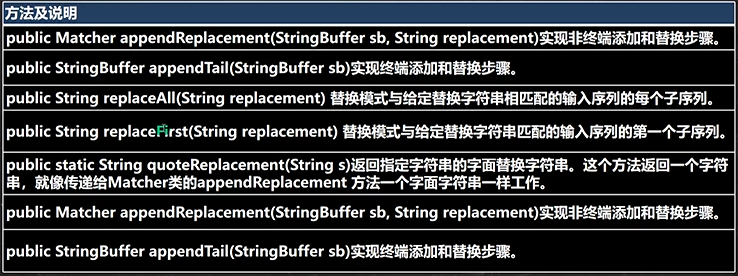 方法及说明
public Matcher appendReplacement(StringBuffer sb, String replacement)实现非终端添加和替换步骤。
public StringBuffer appendTail(StringBuffer sb)实现终端添加和替换步骤。
public String replaceAll(String replacement) 替换模式与给定替换字符串相匹配的输入序列的每个子序列。
public String replaceFirst(String replacement) 替换模式与给定替换字符串匹配的输入序列的第一个子序列。
public static String quoteReplacement(String s)返回指定字符串的字面替换字符串。这个方法返回一个字符
串，就像传递给Matcher类的appendReplacement 方法一个字面字符串一样工作。
public Matcher appendReplacement(StringBuffer sb, String replacement)实现非终端添加和替换步骤。
public StringBuffer appendTail(StringBuffer sb)实现终端添加和替换步骤。